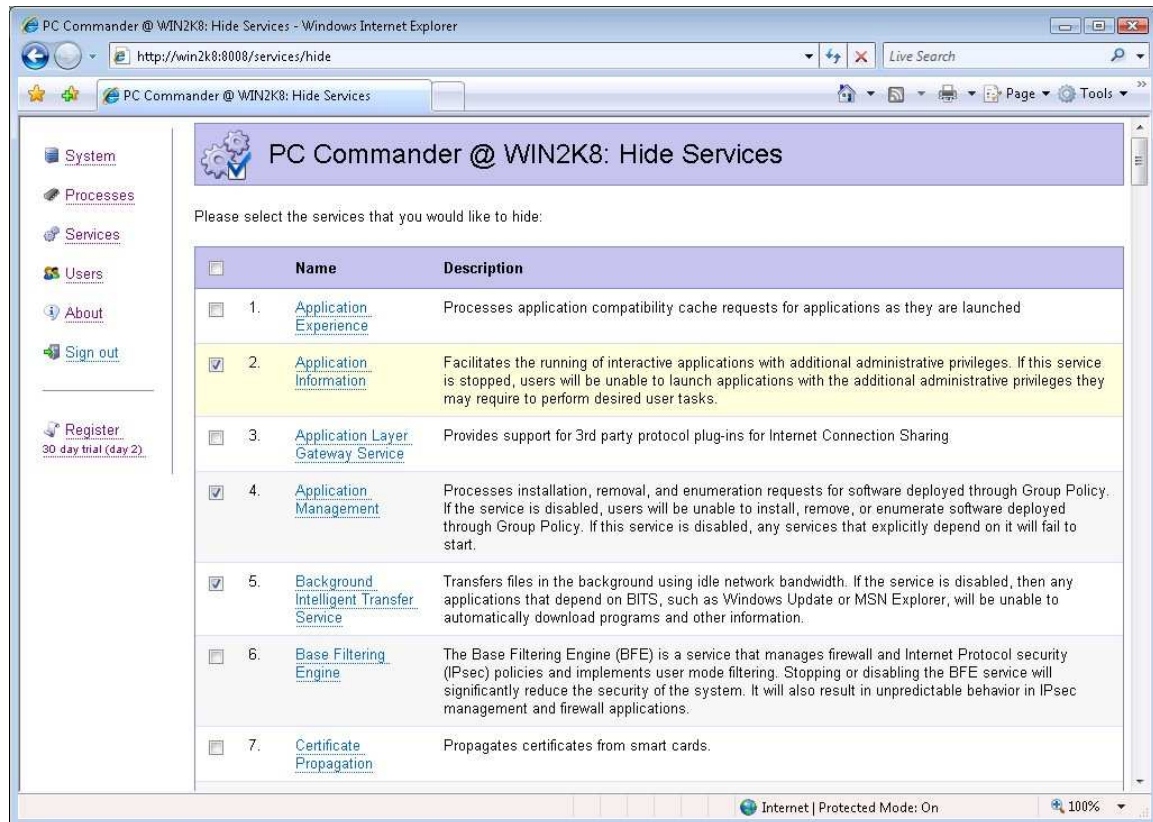 PC Commander @ WIN2K8: Hide Services - Windows Internet Explorer
http://win2k8:8008/services/hide
Live Search
PC Commander @ WIN2K8: Hide Services
Page
Tools
System
Processes
Services
Users
About
Sign out
Register
30 day trial (day 2)
PC Commander @ WIN2K8: Hide Services
Please select the services that you would like to hide:
Name Description
1. Application Experience
Processes application compatibility cache requests for applications as they are launched
2. Application Information
Facilitates the running of interactive applications with additional administrative privileges. If this service
is stopped, users will be unable to launch applications with the additional administrative privileges they
may require to perform desired user tasks.
3. Application Layer
Gateway Service
Provides support for 3rd party protocol plug-ins for Internet Connection Sharing
4. Application
Management
Processes installation, removal, and enumeration requests for software deployed through Group Policy.
If the service is disabled, users will be unable to install, remove, or enumerate software deployed
through Group Policy. If this service is disabled, any services that explicitly depend on it will fail to
start.
5. Background
Intelligent Transfer
Service
Transfers files in the background using idle network bandwidth. If the service is disabled, then any
applications that depend on BITS, such as Windows Update or MSN Explorer, will be unable to
automatically download programs and other information.
6. Base Filtering
Engine
The Base Filtering Engine (BFE) is a service that manages firewall and Internet Protocol security
(IPsec) policies and implements user mode filtering. Stopping or disabling the BFE service will
significantly reduce the security of the system. It will also result in unpredictable behavior in IPsec
management and firewall applications.
7. Certificate
Propagation
Propagates certificates from smart cards.
Internet | Protected Mode: On
100%